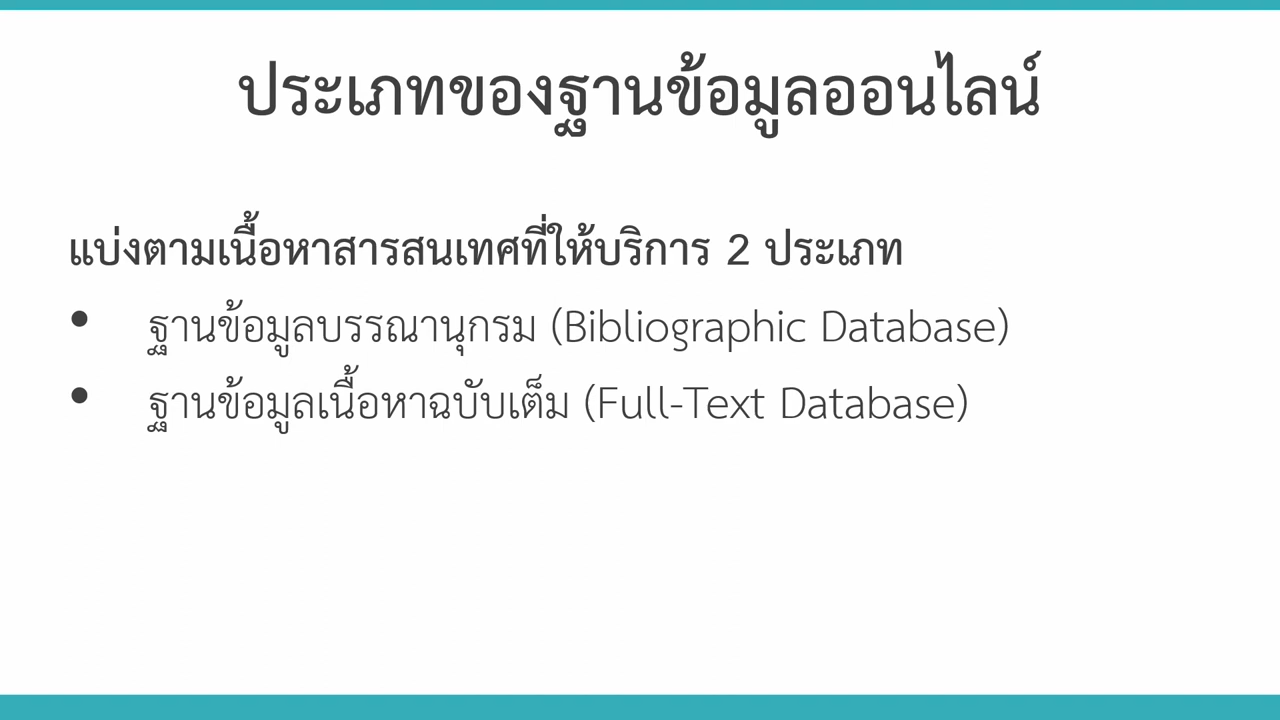 ประเภทของฐานข้อมูลออนไลน์
แบ่งตามเนื้อหาสารสนเทศที่ให้บริการ 2 ประเภท
• ฐานข้อมูลบรรณานุกรม (Bibliographic Database)
• ฐานข้อมูลเนื้อหาฉบับเต็ม (Full-Text Database)